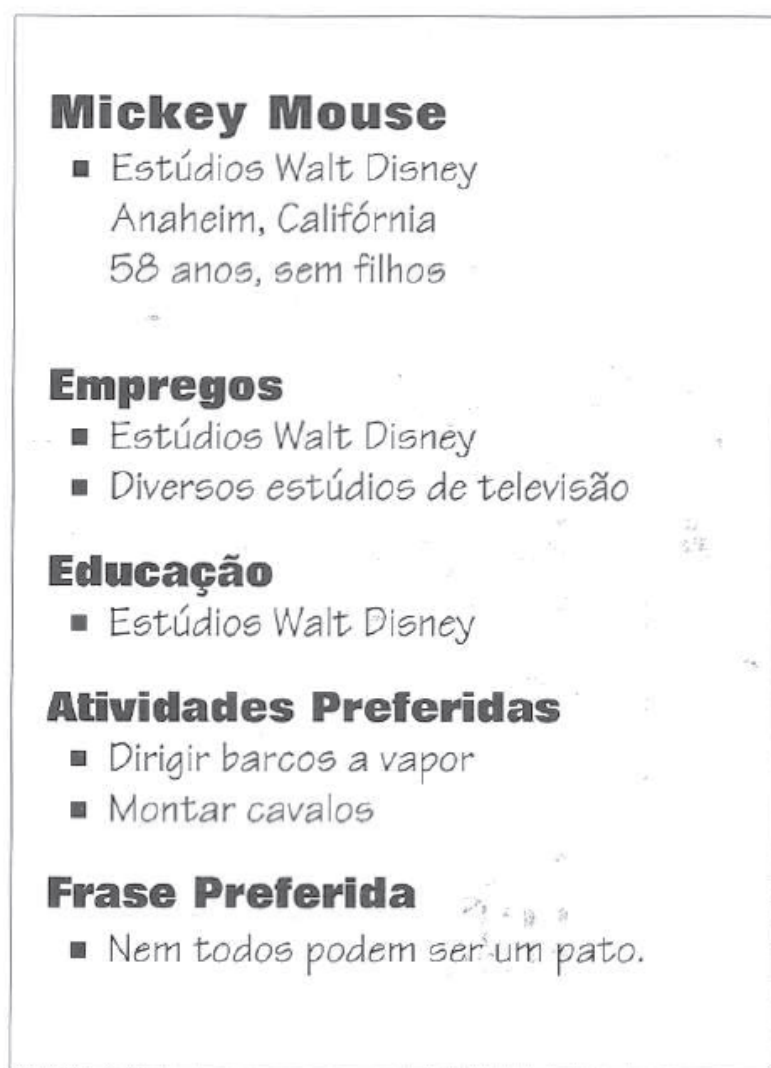 Mickey Mouse
■ Estúdios Walt Disney
Anaheim, Califórnia
58 anos, sem filhos
Empregos
■ Estúdios Walt Disney
■ Diversos estúdios de televisão
Educação
■ Estúdios Walt Disney
Atividades Preferidas
■ Dirigir barcos a vapor
■ Montar cavalos
Frase Preferida
■ Nem todos podem ser um pato.